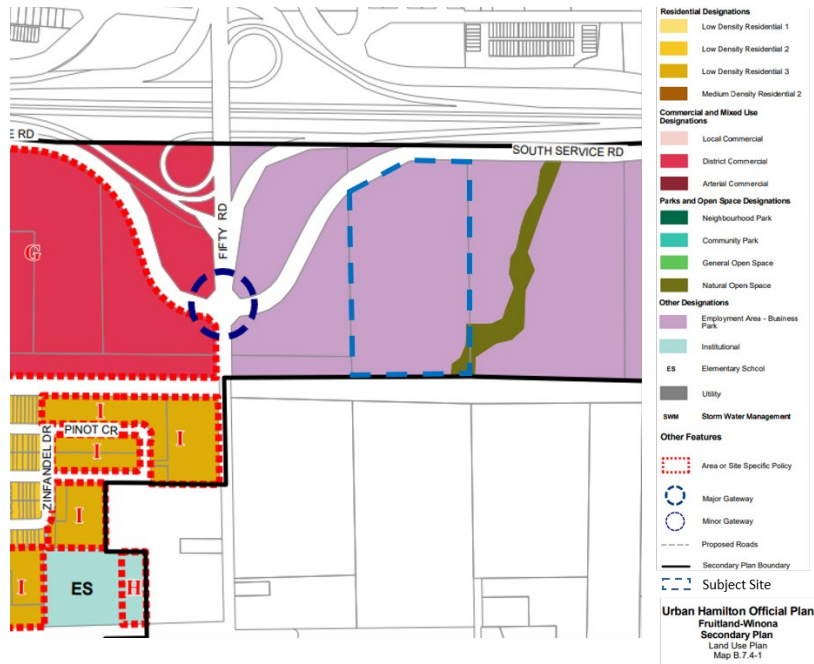 E RD
SOUTH SERVICE RD
FIFTY RD
G
I
PINOT CR
I
I
ZINFANDEL DR
I
I
ES
H
Residential Designations
Low Density Residential 1
Low Density Residential 2
Low Density Residential 3
Medium Density Residential 2
Commercial and Mixed Use
Designations
Local Commercial
District Commercial
Arterial Commercial
Parks and Open Space Designations
Neighbourhood Park
Community Park
General Open Space
Natural Open Space
Other Designations
Employment Area - Business
Park
Institutional
ES Elementary School
Utility
SWM Storm Water Management
Other Features
Area or Site Specific Policy
Major Gateway
Minor Gateway
Proposed Roads
Secondary Plan Boundary
Subject Site
Urban Hamilton Official Plan
Fruitland-Winona
Secondary Plan
Land Use Plan
Map B.7.4-1